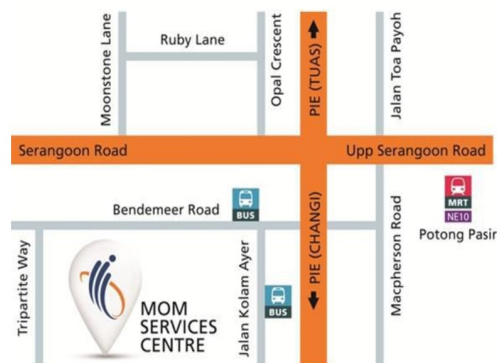 Moonstone Lane
Ruby Lane
Opal Crescent
PIE (TUAS)
Jalan Toa Payoh
Serangoon Road
Upp Serangoon Road
MRT
NE10
Potong Pasir
BUS
Bendemeer Road
PIE (CHANGI)
Macpherson Road
Tripartite Way
MOM
SERVICES
CENTRE
Jalan Kolam Ayer
BUS